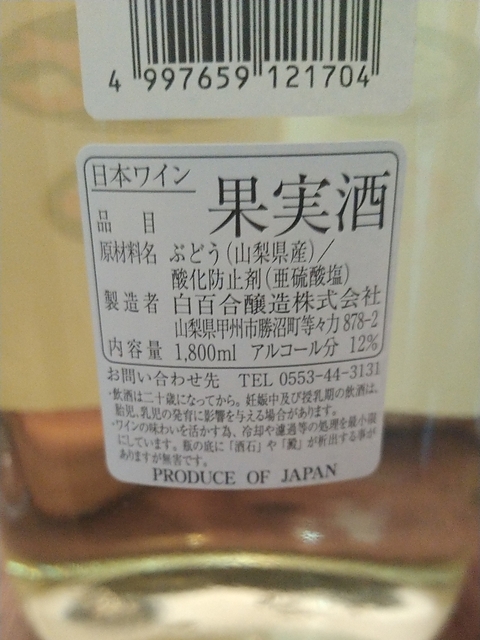 4 997659 121704
日本ワイン
品目 果実酒
原材料名 ぶどう(山梨県産)/
酸化防止剤(亜硫酸塩)
製造者 白百合醸造株式会社
山梨県甲州市勝沼町等々力878-2
内容量 1,800ml アルコール分 12%
お問い合わせ先 TEL 0553-44-3131
・飲酒は二十歳になってから。妊娠中及び授乳期の飲酒は、
胎児、乳児の発育に影響を与える場合があります。
・ワインの味わいを活かす為、冷却や濾過等の処理を最小限
にしています。瓶の底に「酒石」や「澱」が析出する事が
ありますが無害です。
PRODUCE OF JAPAN